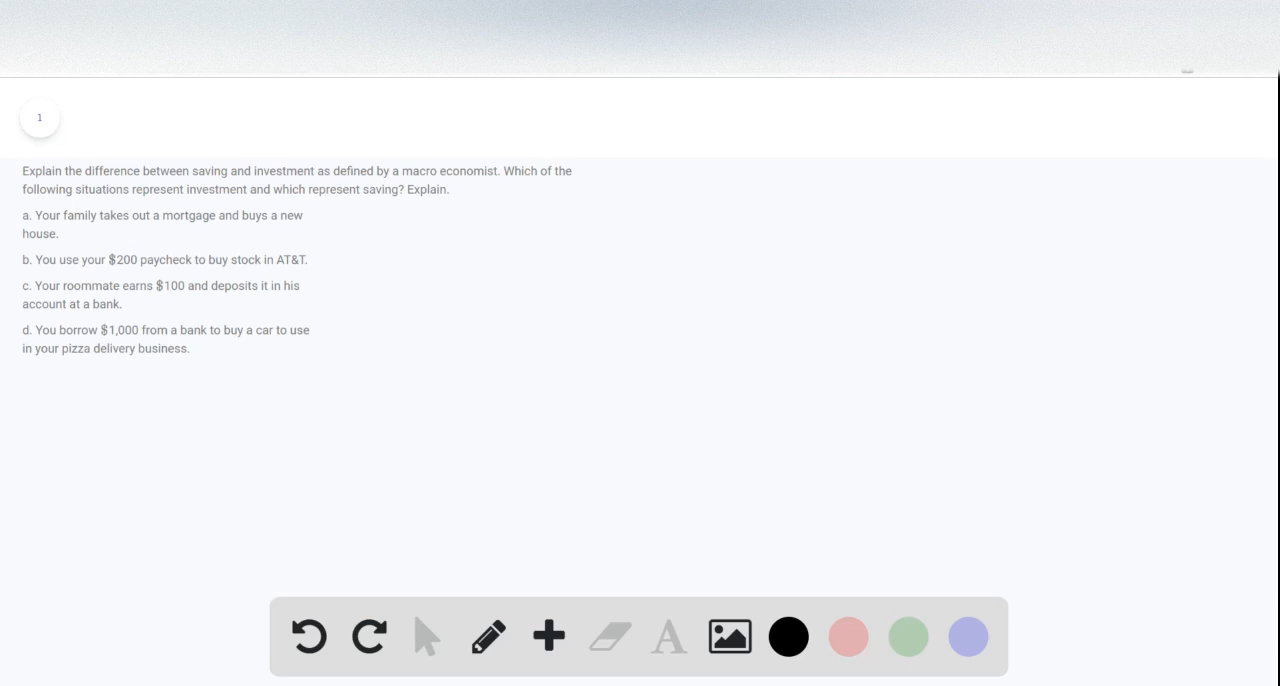 1
Explain the difference between saving and investment as defined by a macro economist. Which of the
following situations represent investment and which represent saving? Explain.
a. Your family takes out a mortgage and buys a new
house.
b. You use your $200 paycheck to buy stock in AT&T.
c. Your roommate earns $100 and deposits it in his
account at a bank.
d. You borrow $1,000 from a bank to buy a car to use
in your pizza delivery business.
A